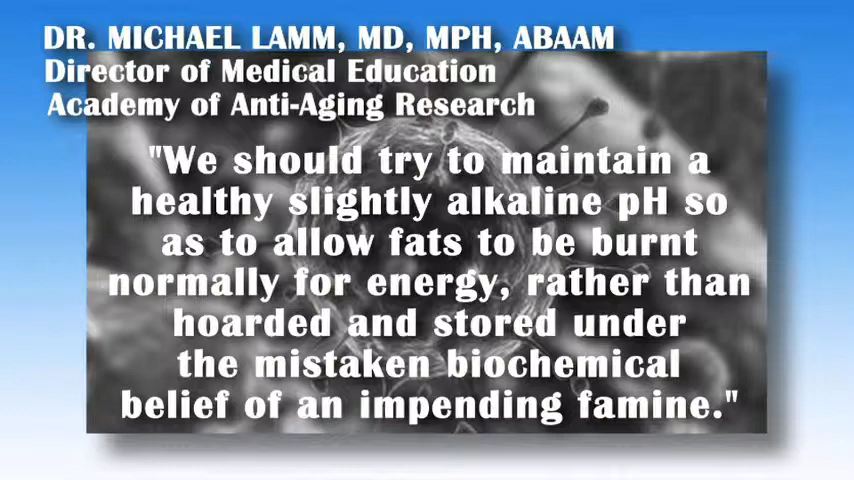 DR. MICHAEL LAMM, MD, MPH, ABAAM
Director of Medical Education
Academy of Anti-Aging Research
"We should try to maintain a
healthy slightly alkaline pH so
as to allow fats to be burnt
normally for energy, rather than
hoarded and stored under
the mistaken biochemical
belief of an impending famine."